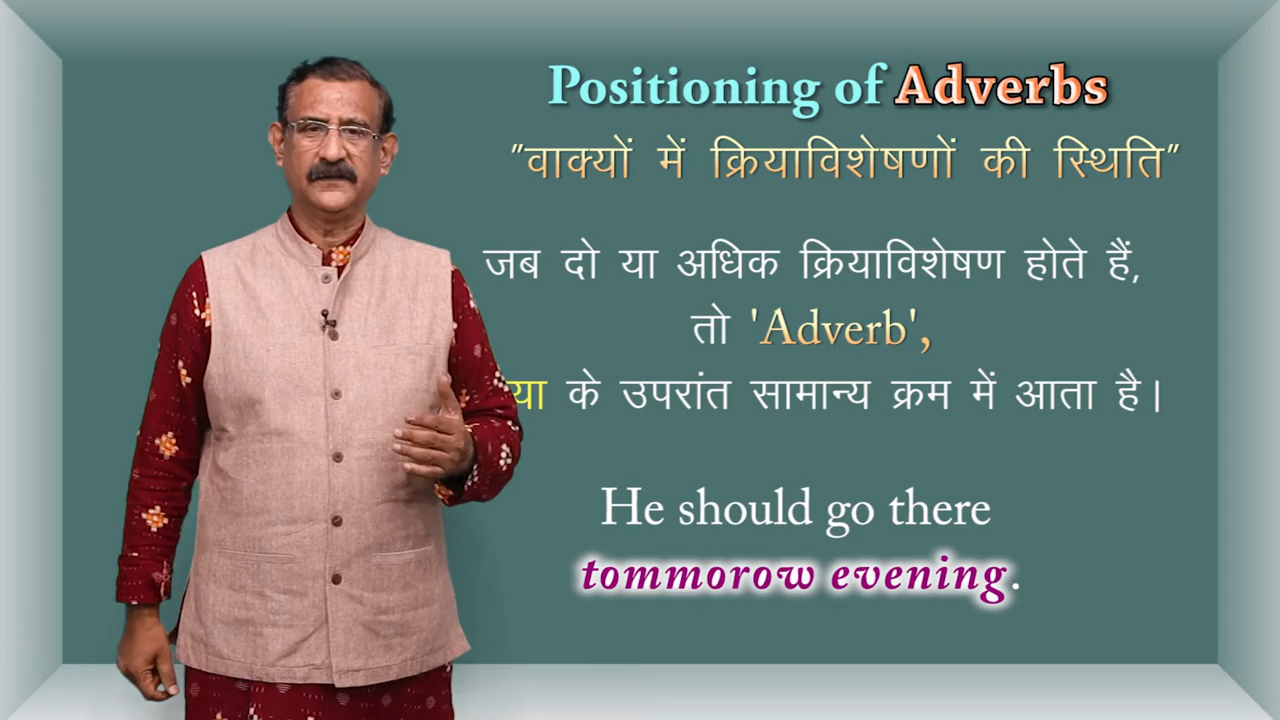 Positioning of Adverbs
"वाक्यों में क्रियाविशेषणों की स्थिति"
जब दो या अधिक क्रियाविशेषण होते हैं,
तो 'Adverb',
या के उपरांत सामान्य क्रम में आता है।
He should go there
tommorow evening.